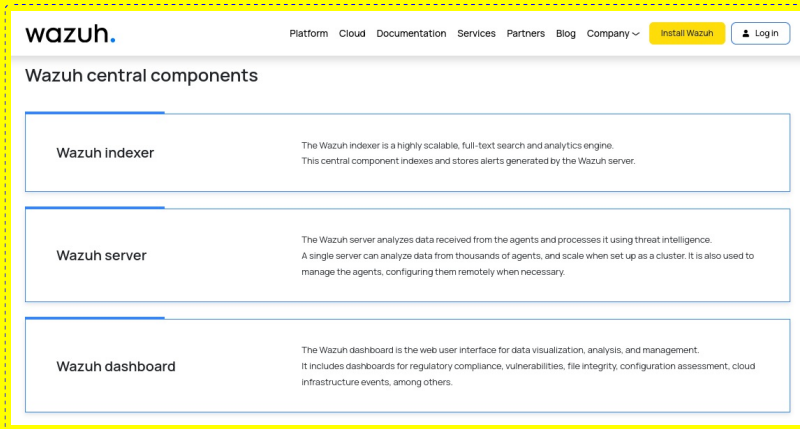 wazuh.
Platform Cloud Documentation Services Partners Blog Company Install Wazuh Log in
Wazuh central components
Wazuh indexer
The Wazuh indexer is a highly scalable, full-text search and analytics engine.
This central component indexes and stores alerts generated by the Wazuh server.
Wazuh server
The Wazuh server analyzes data received from the agents and processes it using threat intelligence.
A single server can analyze data from thousands of agents, and scale when set up as a cluster. It is also used to
manage the agents, configuring them remotely when necessary.
Wazuh dashboard
The Wazuh dashboard is the web user interface for data visualization, analysis, and management.
It includes dashboards for regulatory compliance, vulnerabilities, file integrity, configuration assessment, cloud
infrastructure events, among others.